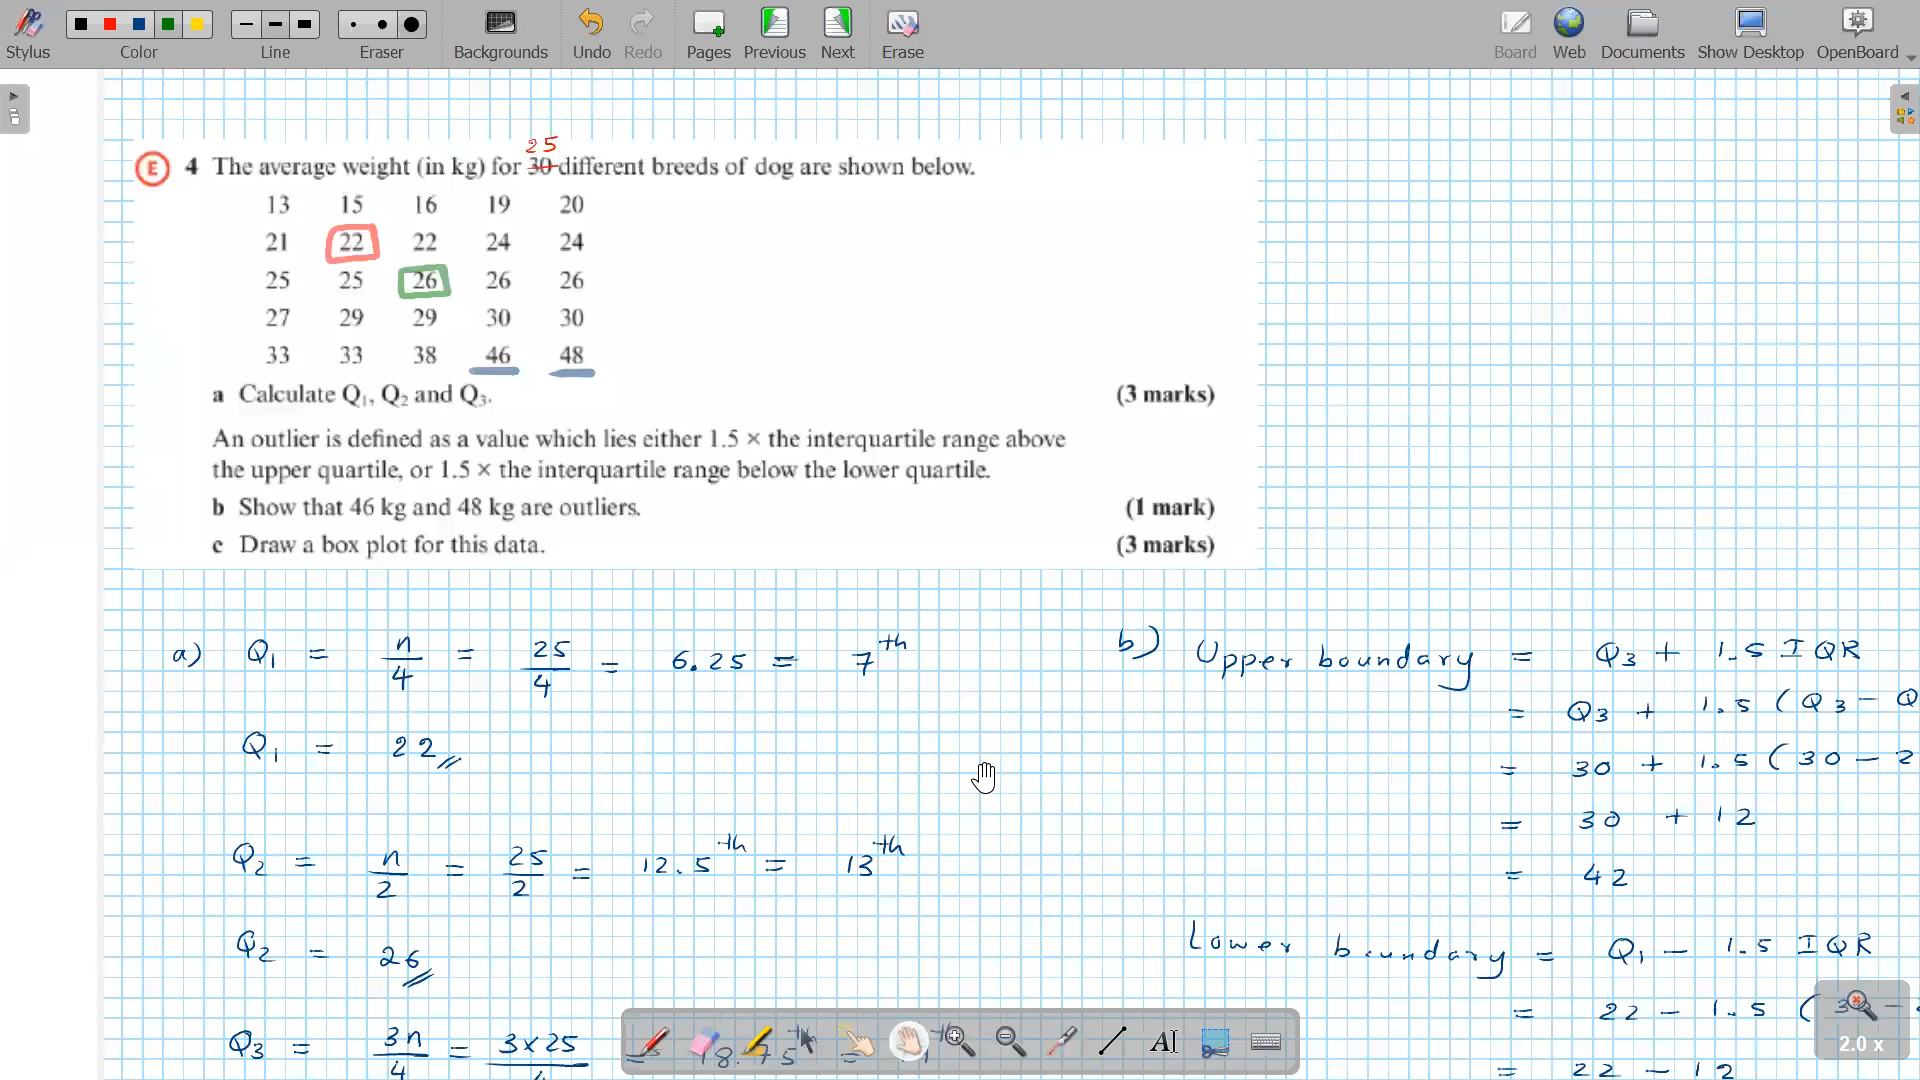 Stylus Color Line Eraser Backgrounds Undo Redo Pages Previous Next Erase Board Web Documents Show Desktop OpenBoard
25
E 4 The average weight (in kg) for 30 different breeds of dog are shown below.
13 15 16 19 20
21 22 22 24 24
25 25 26 26 26
27 29 29 30 30
33 33 38 46 48
a Calculate Q₁, Q₂ and Q₃. (3 marks)
An outlier is defined as a value which lies either 1.5 × the interquartile range above
the upper quartile, or 1.5 × the interquartile range below the lower quartile.
b Show that 46 kg and 48 kg are outliers. (1 mark)
c Draw a box plot for this data. (3 marks)
a) Q₁ = n/4 = 25/4 = 6.25 = 7th
Q₁ = 22
Q₂ = n/2 = 25/2 = 12.5th = 13th
Q₂ = 26
Q₃ = 3n/4 = 3×25/4 = 18.75
b) Upper boundary = Q₃ + 1.5 IQR
= Q₃ + 1.5 (Q₃ − Q
= 30 + 1.5 (30 − 2
= 30 + 12
= 42
Lower boundary = Q₁ − 1.5 IQR
= 22 − 1.5 (3 −
= 22 − 12
AI
2.0 x